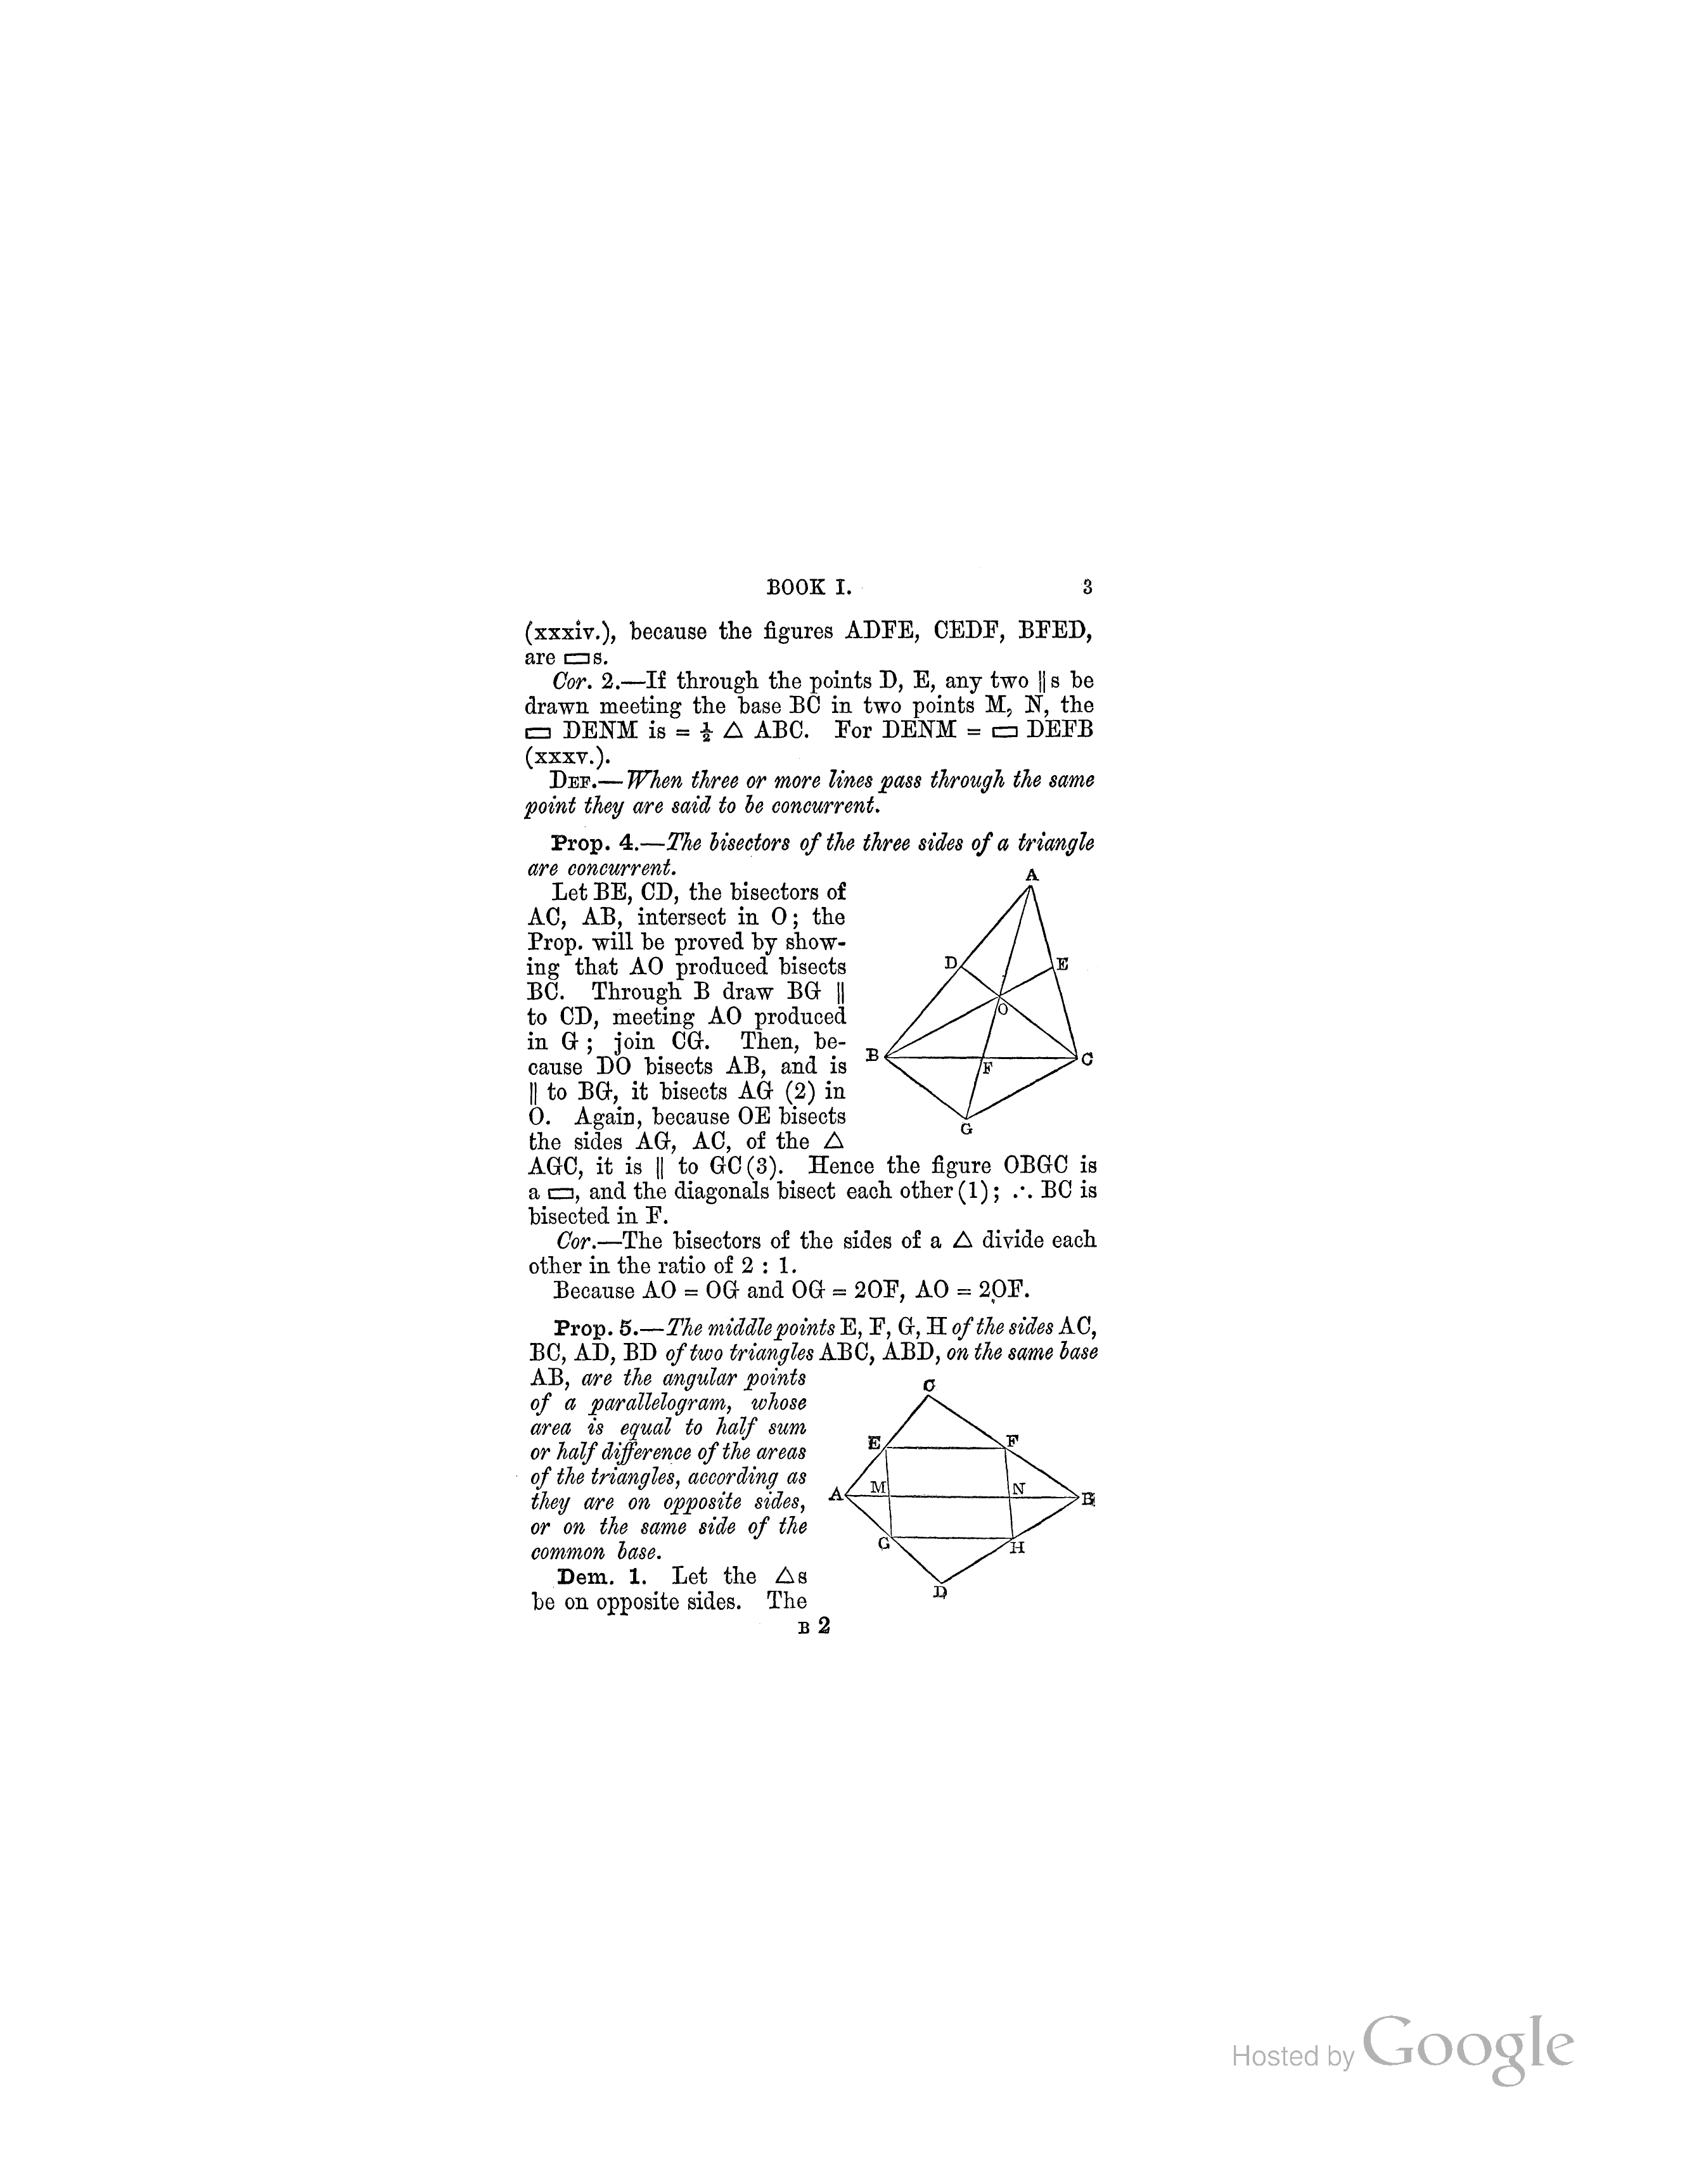 BOOK I. 3
(xxxiv.), because the figures ADFE, CEDF, BFED,
are ▭s.
Cor. 2.—If through the points D, E, any two ∥s be
drawn meeting the base BC in two points M, N, the
▭ DENM is = ½ △ ABC. For DENM = ▭ DEFB
(xxxv.).
DEF.—When three or more lines pass through the same
point they are said to be concurrent.
Prop. 4.—The bisectors of the three sides of a triangle
are concurrent.
Let BE, CD, the bisectors of
AC, AB, intersect in O; the
Prop. will be proved by show-
ing that AO produced bisects
BC. Through B draw BG ∥
to CD, meeting AO produced
in G; join CG. Then, be-
cause DO bisects AB, and is
∥ to BG, it bisects AG (2) in
O. Again, because OE bisects
the sides AG, AC, of the △
A
D
E
O
B
F
C
G
AGC, it is ∥ to GC (3). Hence the figure OBGC is
a ▭, and the diagonals bisect each other (1); ∴ BC is
bisected in F.
Cor.—The bisectors of the sides of a △ divide each
other in the ratio of 2 : 1.
Because AO = OG and OG = 2OF, AO = 2OF.
Prop. 5.—The middle points E, F, G, H of the sides AC,
BC, AD, BD of two triangles ABC, ABD, on the same base
AB, are the angular points
of a parallelogram, whose
area is equal to half sum
or half difference of the areas
of the triangles, according as
they are on opposite sides,
or on the same side of the
common base.
Dem. 1. Let the △s
be on opposite sides. The
C
E
F
A
M
N
B
G
H
D
B 2
Hosted by Google